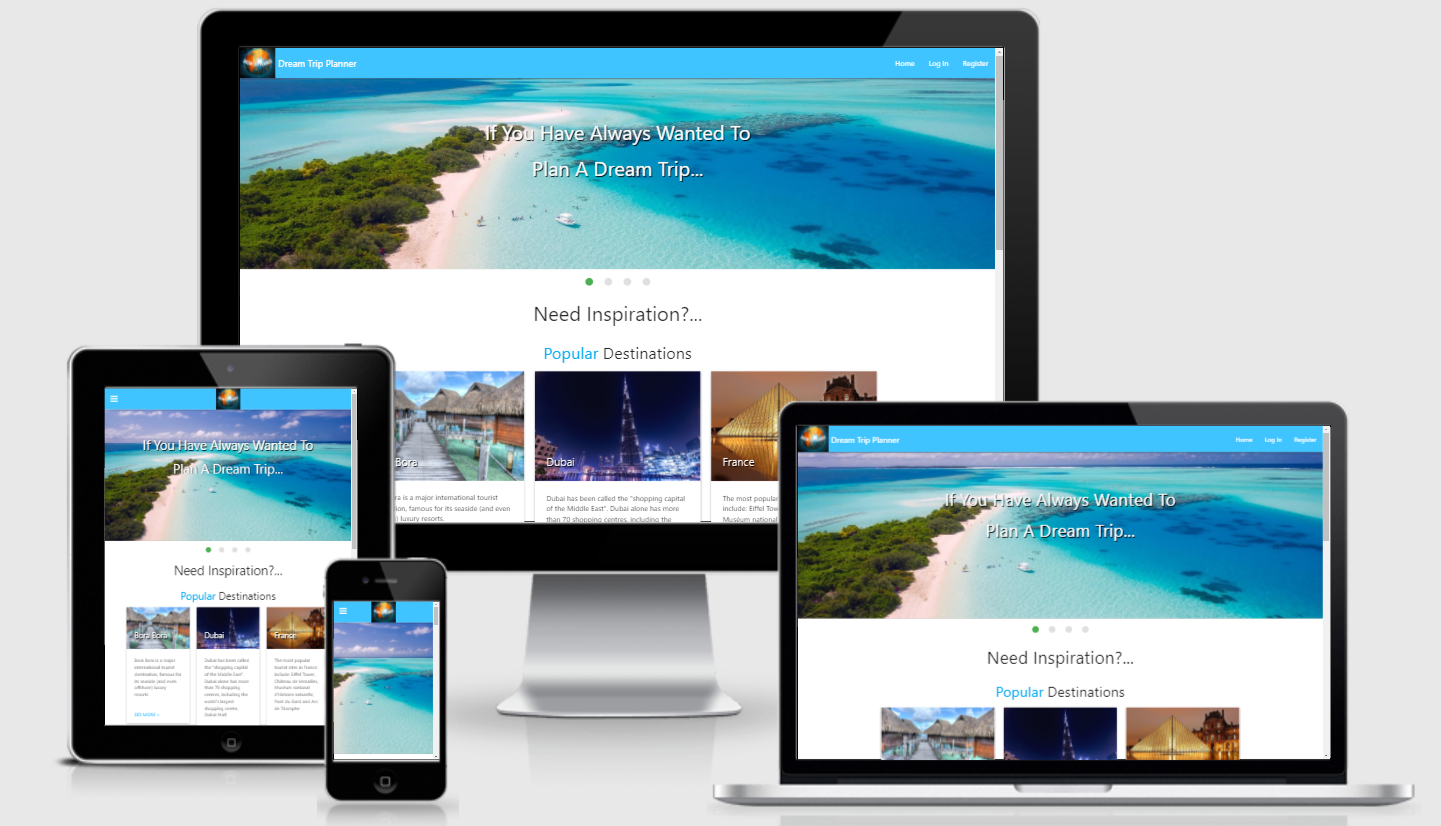 Dream Trip Planner
Home Log In Register
If You Have Always Wanted To
Plan A Dream Trip...
Need Inspiration?...
Popular Destinations
Bora
Dubai
France
ra is a major international tourist
ion, famous for its seaside (and even
) luxury resorts.
Dubai has been called the "shopping capital
of the Middle East". Dubai alone has more
than 70 shopping centres, including the
The most popular
include: Eiffel Tow
Muséum national
If You Have Always Wanted To
Plan A Dream Trip...
Need Inspiration?...
Popular Destinations
Bora Bora
Dubai
France
Bora Bora is a major
international tourist
destination, famous for
its seaside (and even
offshore) luxury
resorts.
SEE MORE >
Dubai has been called
the "shopping capital
of the Middle East".
Dubai alone has more
than 70 shopping
centres, including the
world's largest
shopping centre,
Dubai Mall
The most popular
tourist sites in France
include: Eiffel Tower,
Château de Versailles,
Muséum national
d'Histoire naturelle,
Pont du Gard and Arc
de Triomphe
Dream Trip Planner
Home Log In Register
If You Have Always Wanted To
Plan A Dream Trip...
Need Inspiration?...
Popular Destinations